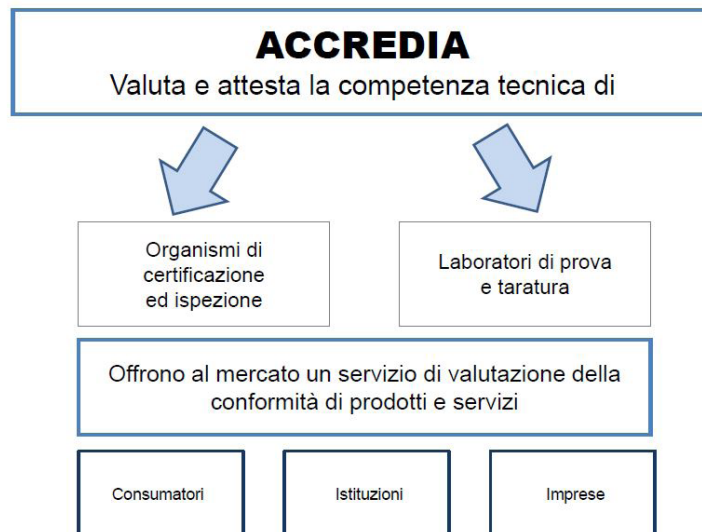 ACCREDIA
Valuta e attesta la competenza tecnica di
Organismi di
certificazione
ed ispezione
Laboratori di prova
e taratura
Offrono al mercato un servizio di valutazione della
conformità di prodotti e servizi
Consumatori
Istituzioni
Imprese